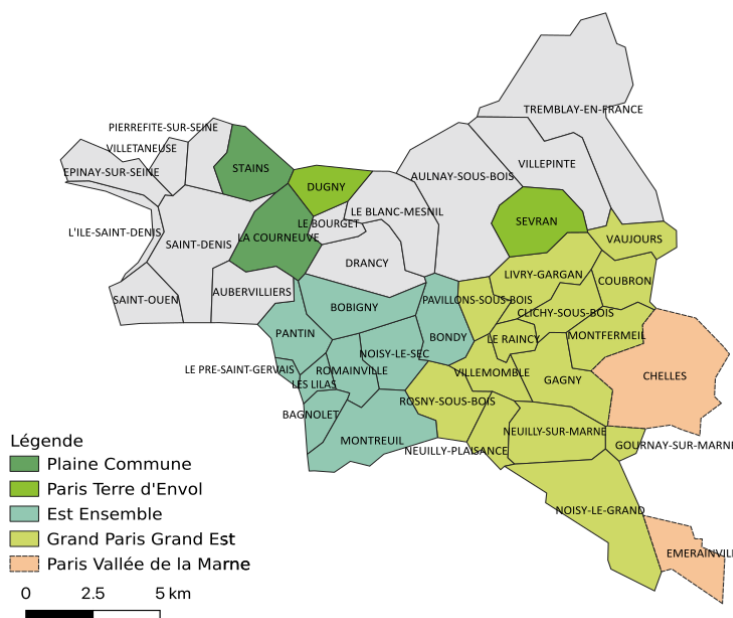 TREMBLAY-EN-FRANCE
PIERREFITE-SUR-SEINE
VILLETANEUSE
EPINAY-SUR-SEINE
STAINS
AULNAY-SOUS-BOIS
VILLEPINTE
DUGNY
LE BLANC-MESNIL
SEVRAN
LE BOURGET
L'ILE-SAINT-DENIS
SAINT-DENIS
LA COURNEUVE
VAUJOURS
DRANCY
LIVRY-GARGAN
COUBRON
SAINT-OUEN
AUBERVILLIERS
PAVILLONS-SOUS-BOIS
BOBIGNY
CLICHY-SOUS-BOIS
PANTIN
BONDY
LE RAINCY
MONTFERMEIL
NOISY-LE-SEC
LE PRE-SAINT-GERVAIS
ROMAINVILLE
VILLEMOMBLE
GAGNY
CHELLES
LES LILAS
ROSNY-SOUS-BOIS
BAGNOLET
NEUILLY-SUR-MARNE
MONTREUIL
NEUILLY-PLAISANCE
GOURNAY-SUR-MARNE
NOISY-LE-GRAND
EMERAINVILL
Légende
Plaine Commune
Paris Terre d'Envol
Est Ensemble
Grand Paris Grand Est
Paris Vallée de la Marne
0 2.5 5 km